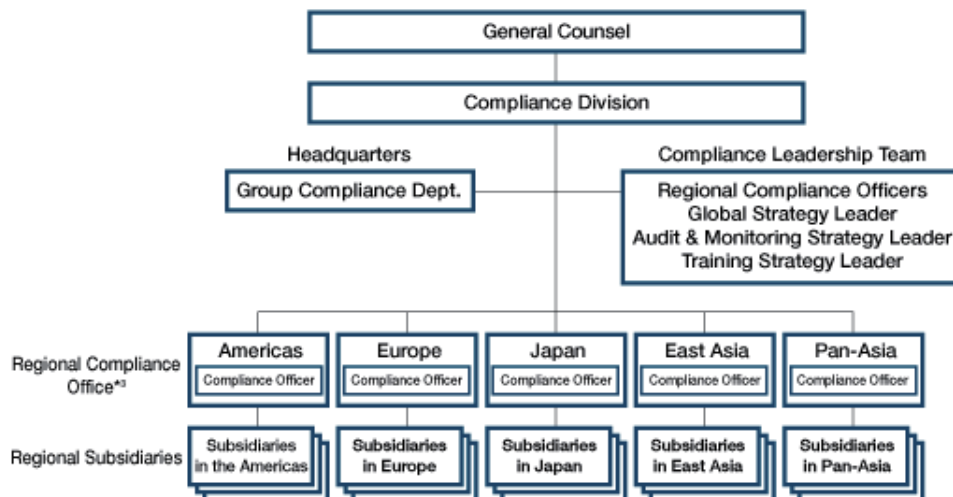 General Counsel
Compliance Division
Headquarters
Group Compliance Dept.
Compliance Leadership Team
Regional Compliance Officers
Global Strategy Leader
Audit & Monitoring Strategy Leader
Training Strategy Leader
Regional Compliance
Office*3
Americas
Compliance Officer
Europe
Compliance Officer
Japan
Compliance Officer
East Asia
Compliance Officer
Pan-Asia
Compliance Officer
Regional Subsidiaries
Subsidiaries
in the Americas
Subsidiaries
in Europe
Subsidiaries
in Japan
Subsidiaries
in East Asia
Subsidiaries
in Pan-Asia